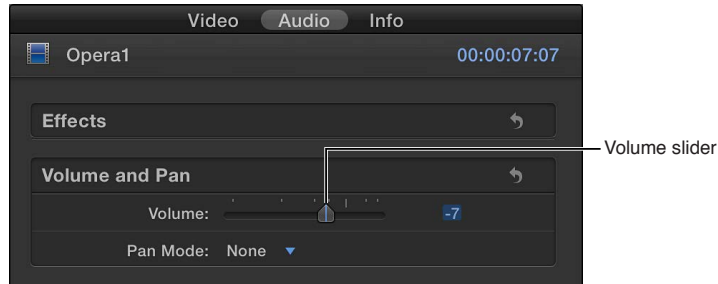 Video Audio Info
Opera1 00:00:07:07
Effects
Volume slider
Volume and Pan
Volume: -7
Pan Mode: None